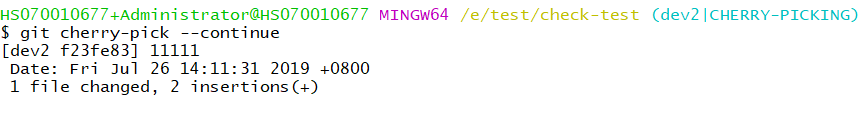 HS070010677+Administrator@HS070010677 MINGW64 /e/test/check-test (dev2|CHERRY-PICKING)
$ git cherry-pick --continue
[dev2 f23fe83] 11111
 Date: Fri Jul 26 14:11:31 2019 +0800
 1 file changed, 2 insertions(+)